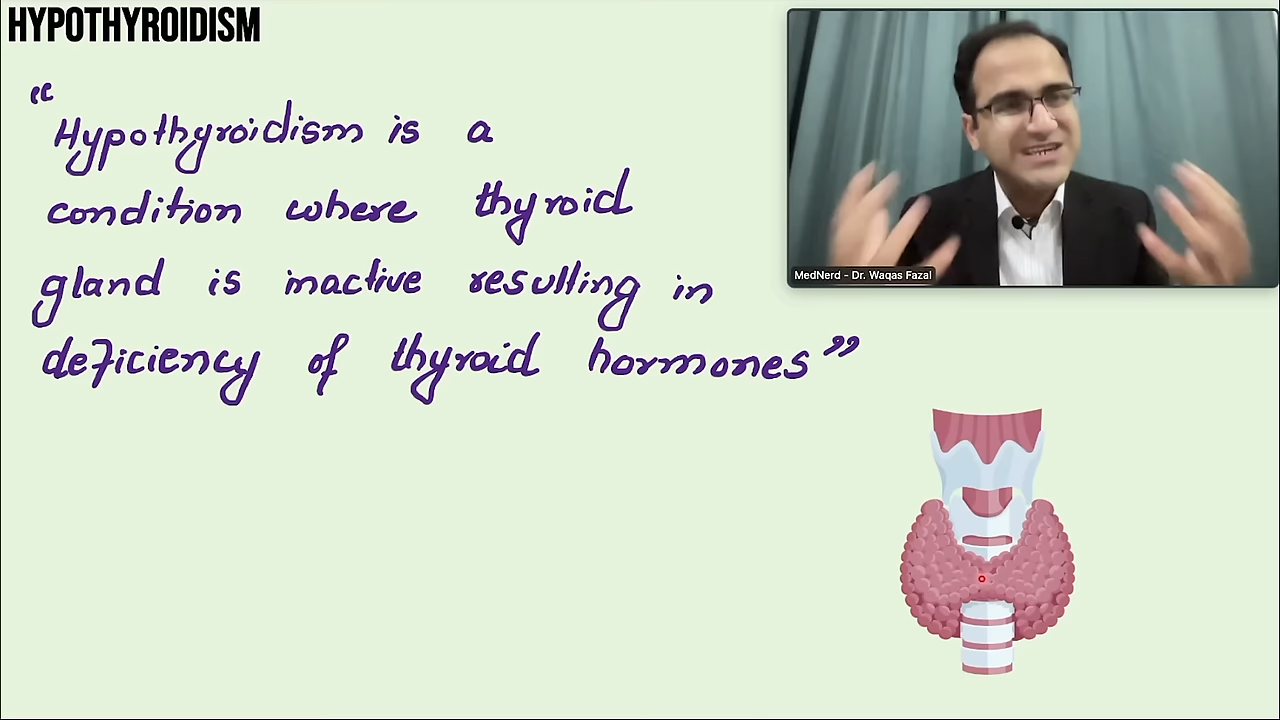 HYPOTHYROIDISM
“Hypothyroidism is a
condition where thyroid
gland is inactive resulting in
deficiency of thyroid hormones”
MedNerd - Dr. Waqas Fazal